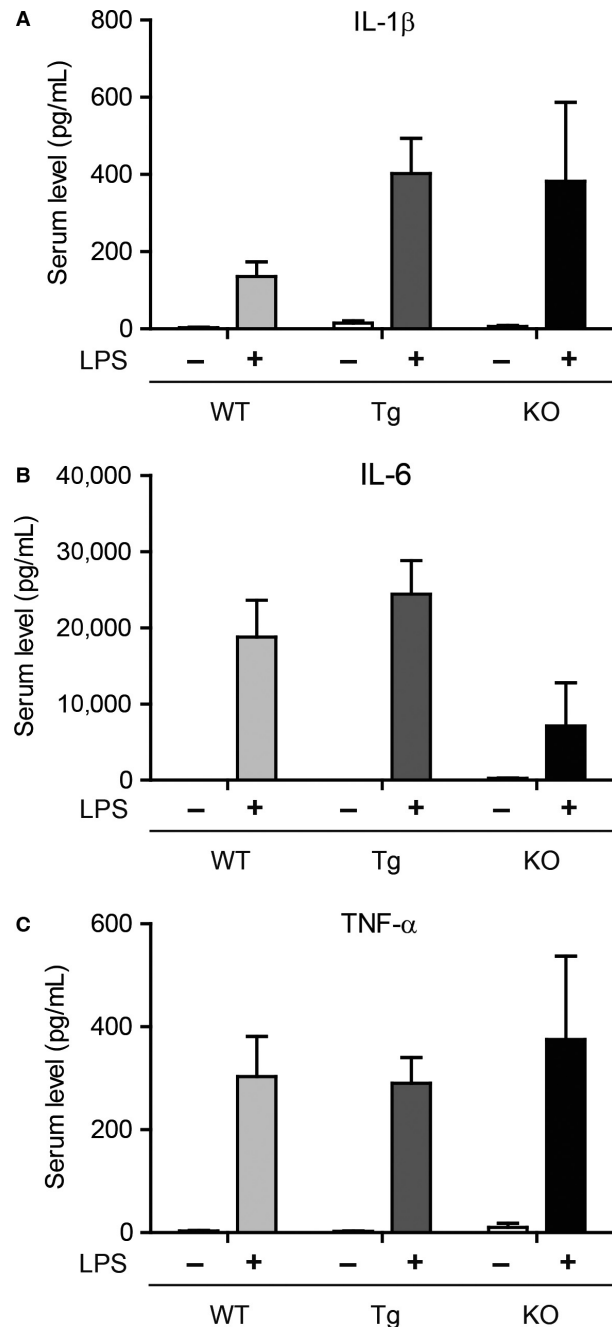 A
IL-1β
Serum level (pg/mL)
800
600
400
200
0
LPS – + – + – +
WT Tg KO
B
IL-6
Serum level (pg/mL)
40,000
30,000
20,000
10,000
0
LPS – + – + – +
WT Tg KO
C
TNF-α
Serum level (pg/mL)
600
400
200
0
LPS – + – + – +
WT Tg KO